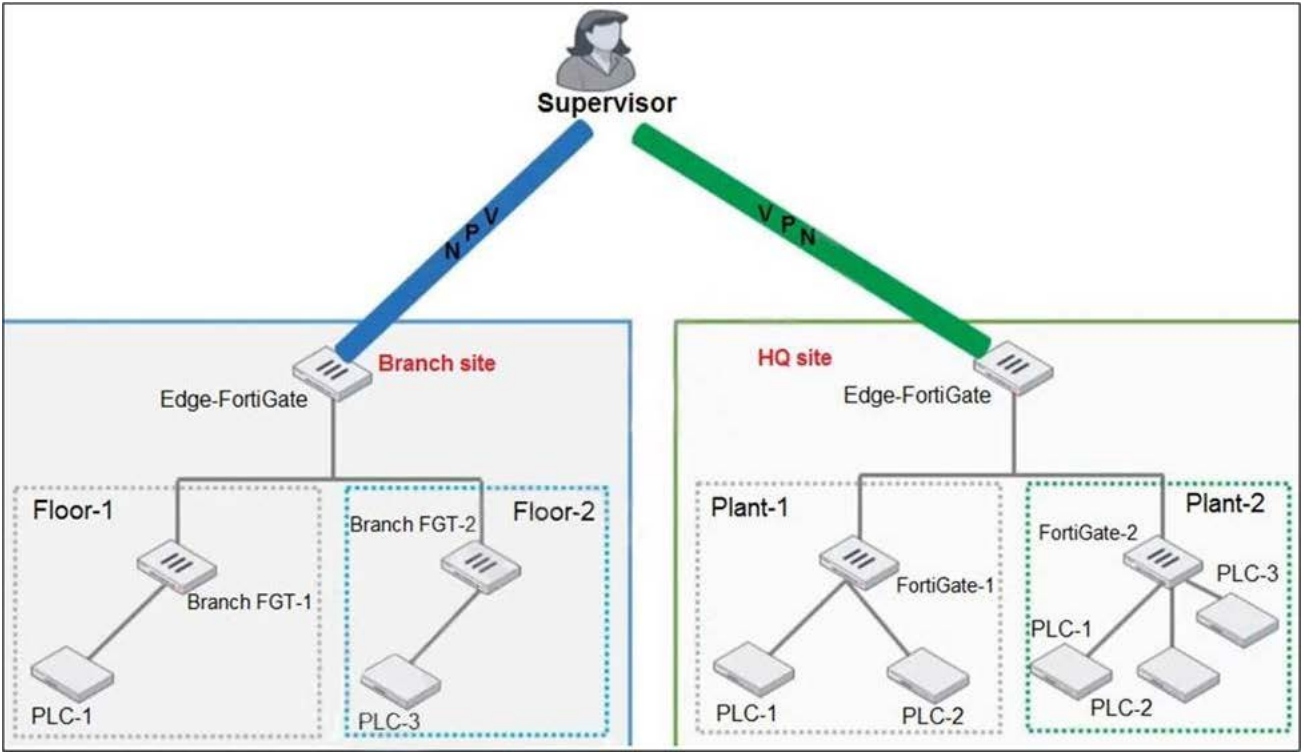 Supervisor
VPN
VPN
Branch site
HQ site
Edge-FortiGate
Edge-FortiGate
Floor-1
Branch FGT-2
Floor-2
Branch FGT-1
PLC-1
PLC-3
Plant-1
Plant-2
FortiGate-2
FortiGate-1
PLC-3
PLC-1
PLC-1
PLC-2
PLC-2